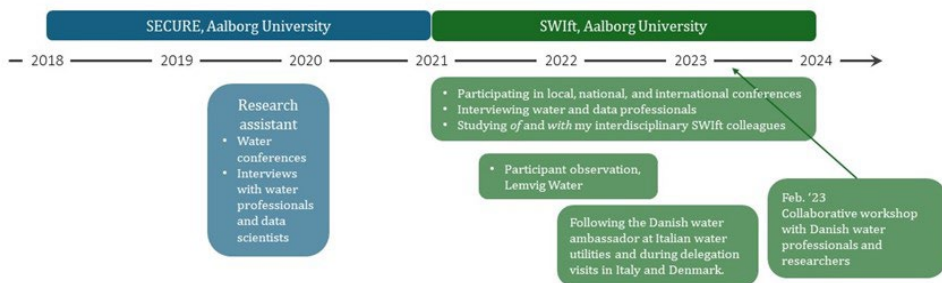 SECURE, Aalborg University
SWIft, Aalborg University
2018 2019 2020 2021 2022 2023 2024
Research
assistant
• Water
conferences
• Interviews
with water
professionals
and data
scientists
• Participating in local, national, and international conferences
• Interviewing water and data professionals
• Studying of and with my interdisciplinary SWIft colleagues
• Participant observation,
Lemvig Water
Following the Danish water
ambassador at Italian water
utilities and during delegation
visits in Italy and Denmark.
Feb. ‘23
Collaborative workshop
with Danish water
professionals and
researchers